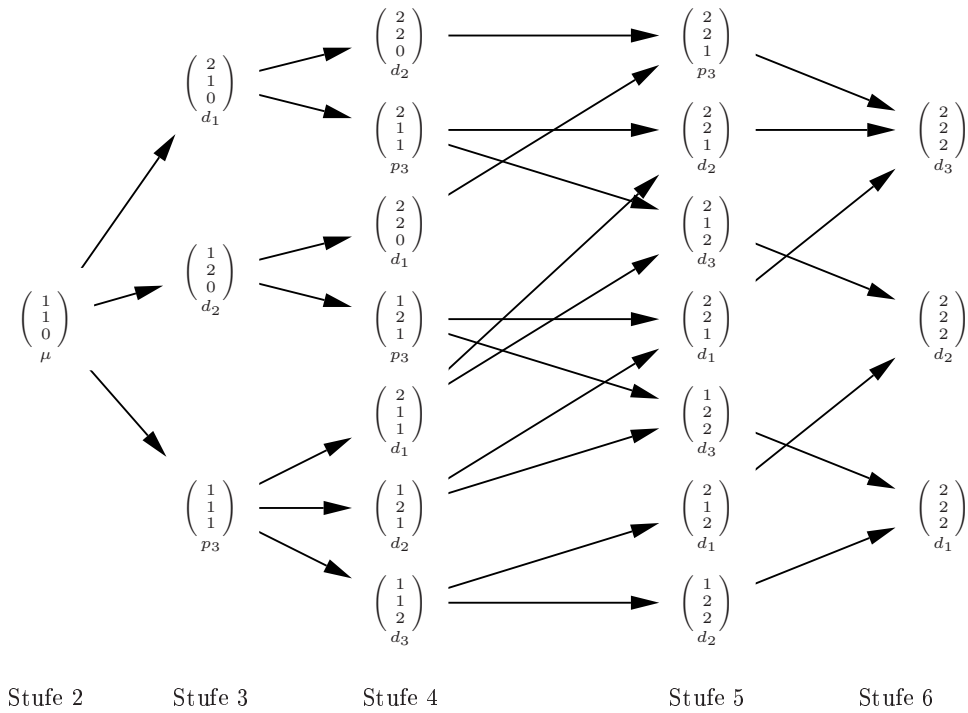 ( 1 1 0 ) μ
( 2 1 0 ) d₁
( 1 2 0 ) d₂
( 1 1 1 ) p₃
( 2 2 0 ) d₂
( 2 1 1 ) p₃
( 2 2 0 ) d₁
( 1 2 1 ) p₃
( 2 1 1 ) d₁
( 1 2 1 ) d₂
( 1 1 2 ) d₃
( 2 2 1 ) p₃
( 2 2 1 ) d₂
( 2 1 2 ) d₃
( 2 2 1 ) d₁
( 1 2 2 ) d₃
( 2 1 2 ) d₁
( 1 2 2 ) d₂
( 2 2 2 ) d₃
( 2 2 2 ) d₂
( 2 2 2 ) d₁
Stufe 2 Stufe 3 Stufe 4 Stufe 5 Stufe 6